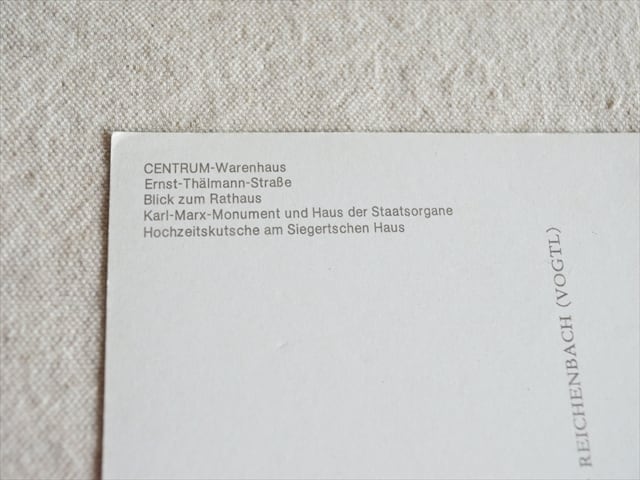 CENTRUM-Warenhaus
Ernst-Thälmann-Straße
Blick zum Rathaus
Karl-Marx-Monument und Haus der Staatsorgane
Hochzeitskutsche am Siegertschen Haus
REICHENBACH (VOGTL)